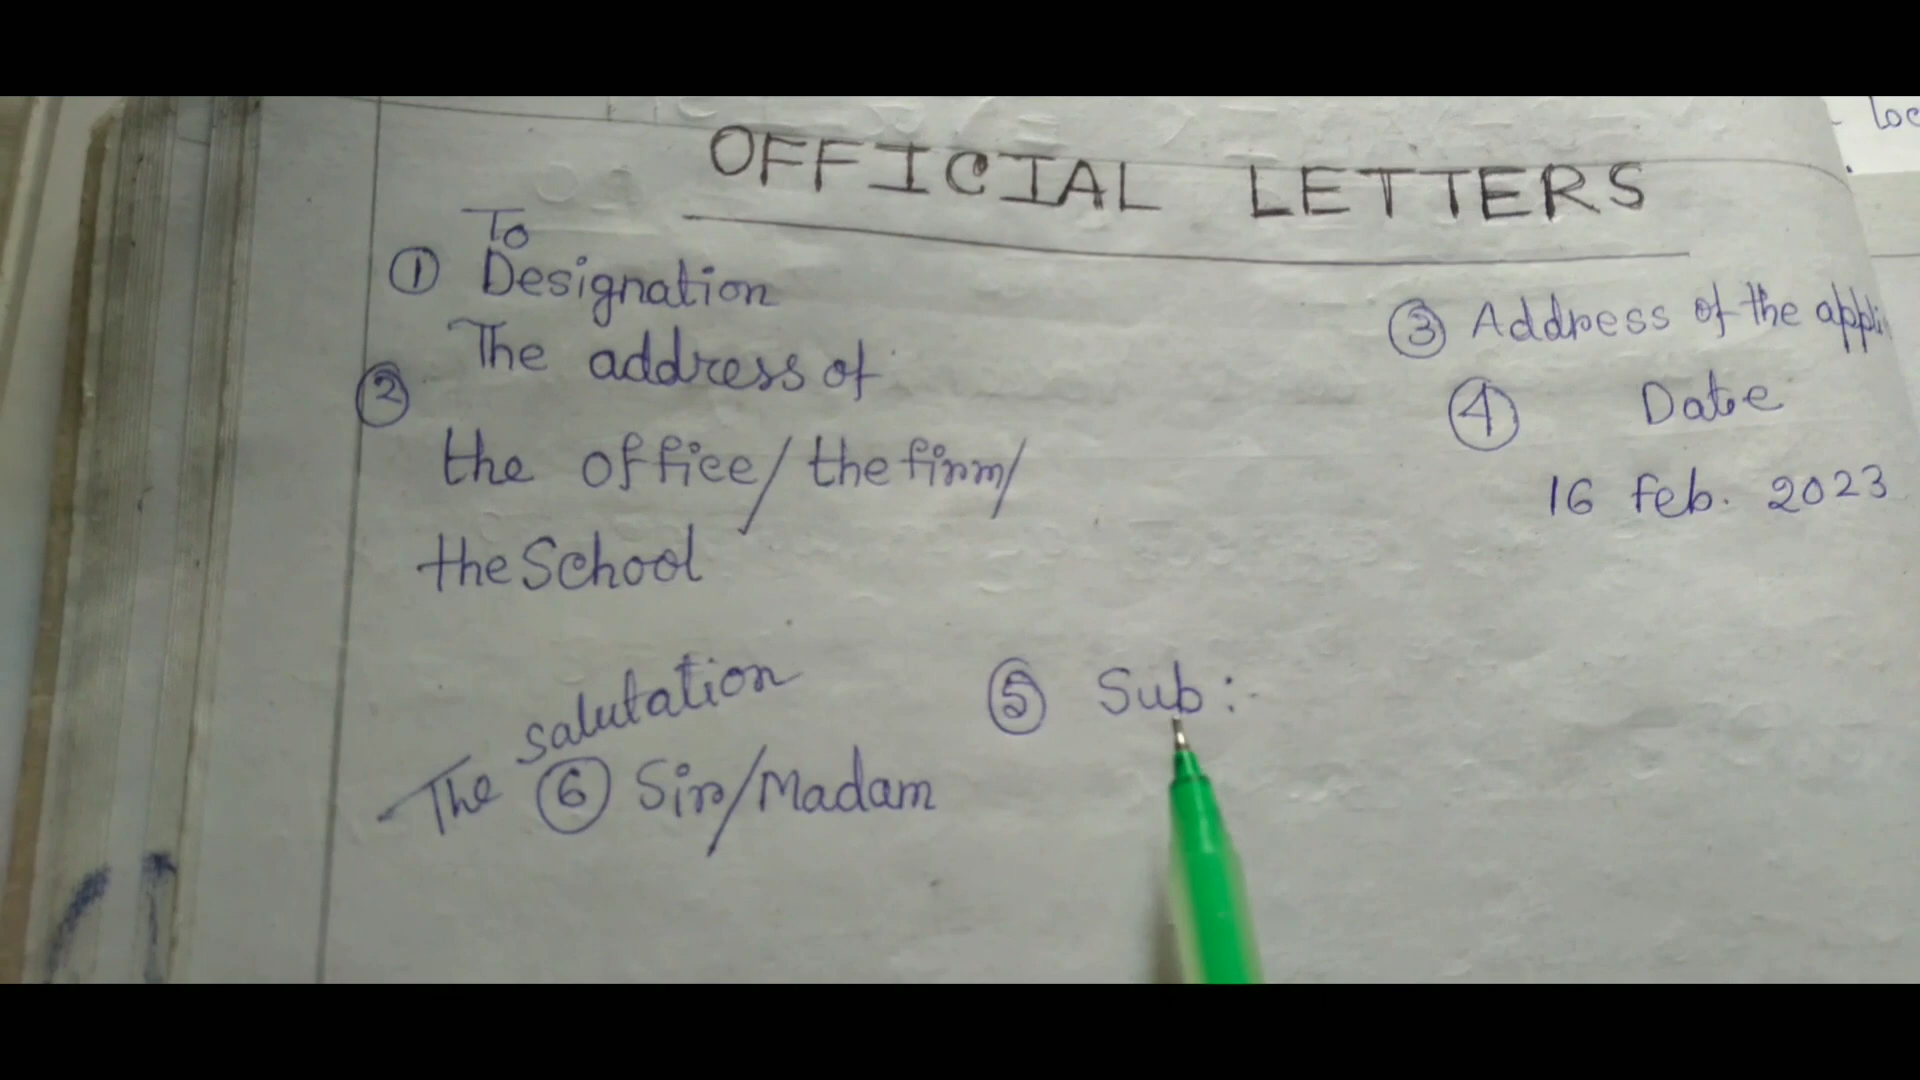 OFFICIAL LETTERS
To
① Designation
② The address of
the office/the firm/
the School
③ Address of the
④ Date
16 Feb. 2023
⑤ Sub:-
The salutation
⑥ Sir/Madam